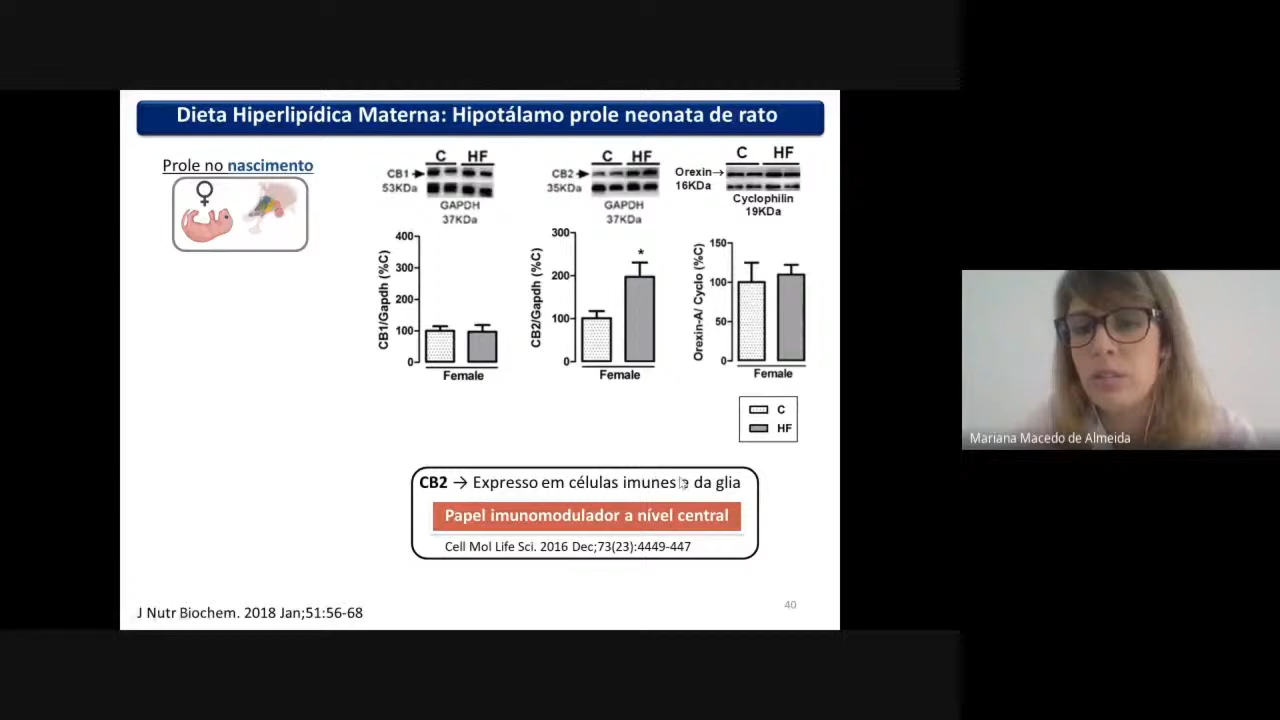 Dieta Hiperlipídica Materna: Hipotálamo prole neonata de rato
Prole no nascimento
C HF
CB1
53KDa
GAPDH
37KDa
C HF
CB2
35KDa
GAPDH
37KDa
C HF
Orexin→
16KDa
Cyclophilin
19KDa
CB1/Gapdh (%C)
400
300
200
100
0
Female
CB2/Gapdh (%C)
300
200
100
0
*
Female
Orexin-A/ Cyclo (%C)
150
100
50
0
Female
C
HF
CB2 → Expresso em células imunes e da glia
Papel imunomodulador a nível central
Cell Mol Life Sci. 2016 Dec;73(23):4449-447
J Nutr Biochem. 2018 Jan;51:56-68
40
Mariana Macedo de Almeida